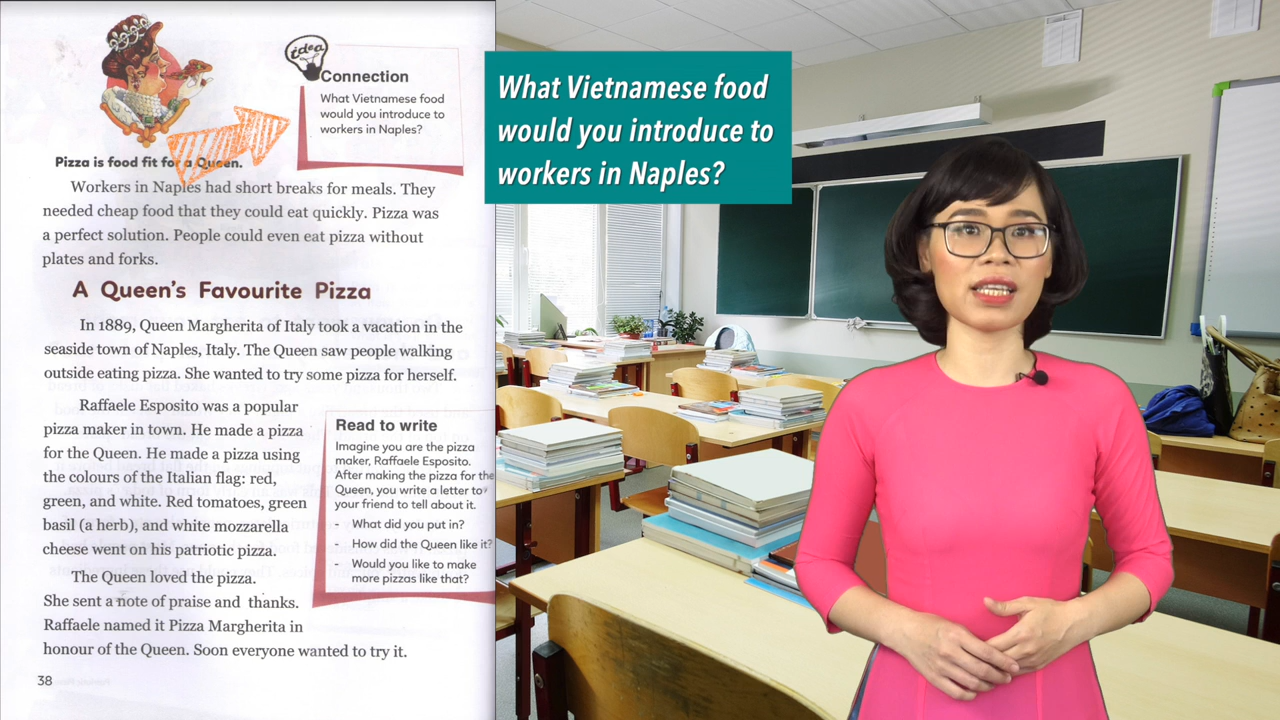 idea
Connection
What Vietnamese food
would you introduce to
workers in Naples?
Pizza is food fit for a Queen.
Workers in Naples had short breaks for meals. They
needed cheap food that they could eat quickly. Pizza was
a perfect solution. People could even eat pizza without
plates and forks.
A Queen's Favourite Pizza
In 1889, Queen Margherita of Italy took a vacation in the
seaside town of Naples, Italy. The Queen saw people walking
outside eating pizza. She wanted to try some pizza for herself.
Raffaele Esposito was a popular
pizza maker in town. He made a pizza
for the Queen. He made a pizza using
the colours of the Italian flag: red,
green, and white. Red tomatoes, green
basil (a herb), and white mozzarella
cheese went on his patriotic pizza.
The Queen loved the pizza.
She sent a note of praise and thanks.
Raffaele named it Pizza Margherita in
honour of the Queen. Soon everyone wanted to try it.
Read to write
Imagine you are the pizza
maker, Raffaele Esposito.
After making the pizza for the
Queen, you write a letter to
your friend to tell about it.
- What did you put in?
- How did the Queen like it?
- Would you like to make
more pizzas like that?
38
What Vietnamese food
would you introduce to
workers in Naples?